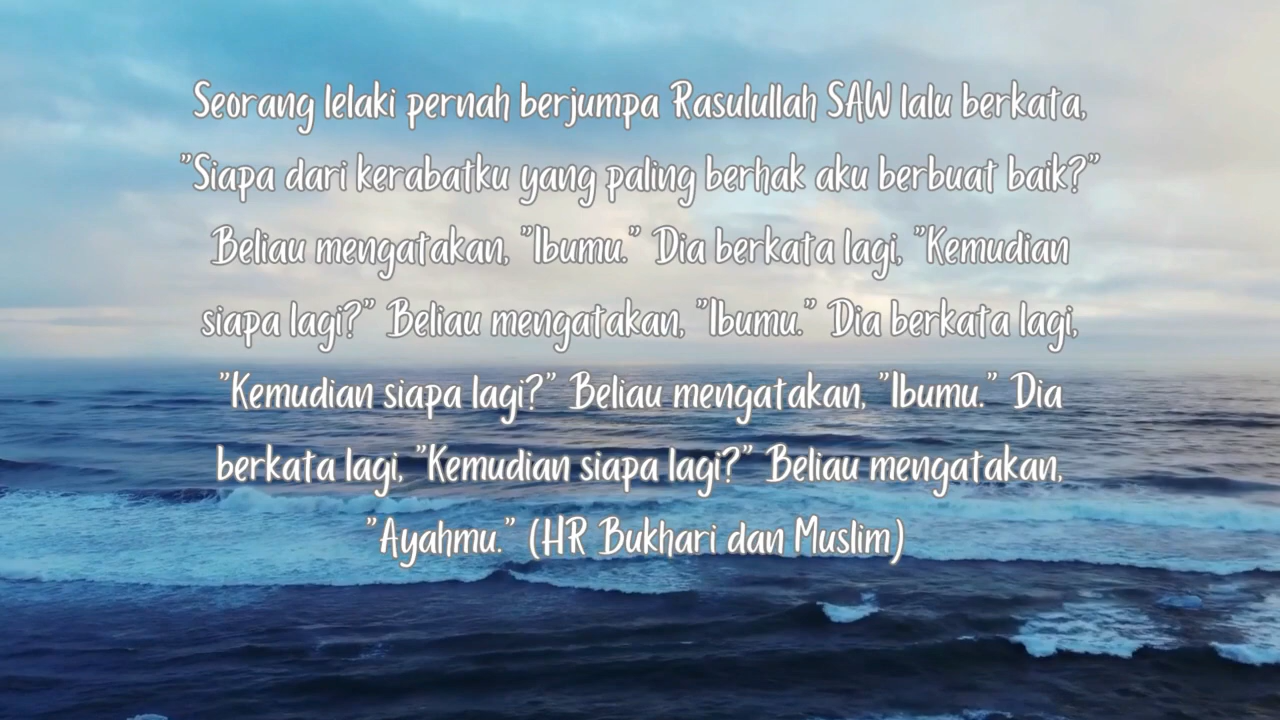 Seorang lelaki pernah berjumpa Rasulullah SAW lalu berkata,
"Siapa dari kerabatku yang paling berhak aku berbuat baik?"
Beliau mengatakan, "Ibumu." Dia berkata lagi, "Kemudian
siapa lagi?" Beliau mengatakan, "Ibumu." Dia berkata lagi,
"Kemudian siapa lagi?" Beliau mengatakan, "Ibumu." Dia
berkata lagi, "Kemudian siapa lagi?" Beliau mengatakan,
"Ayahmu." (HR Bukhari dan Muslim)